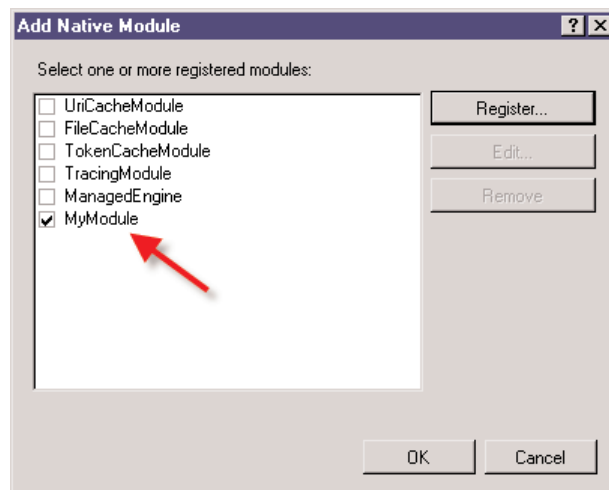 Add Native Module
Select one or more registered modules:
UriCacheModule
FileCacheModule
TokenCacheModule
TracingModule
ManagedEngine
MyModule
Register...
Edit...
Remove
OK
Cancel